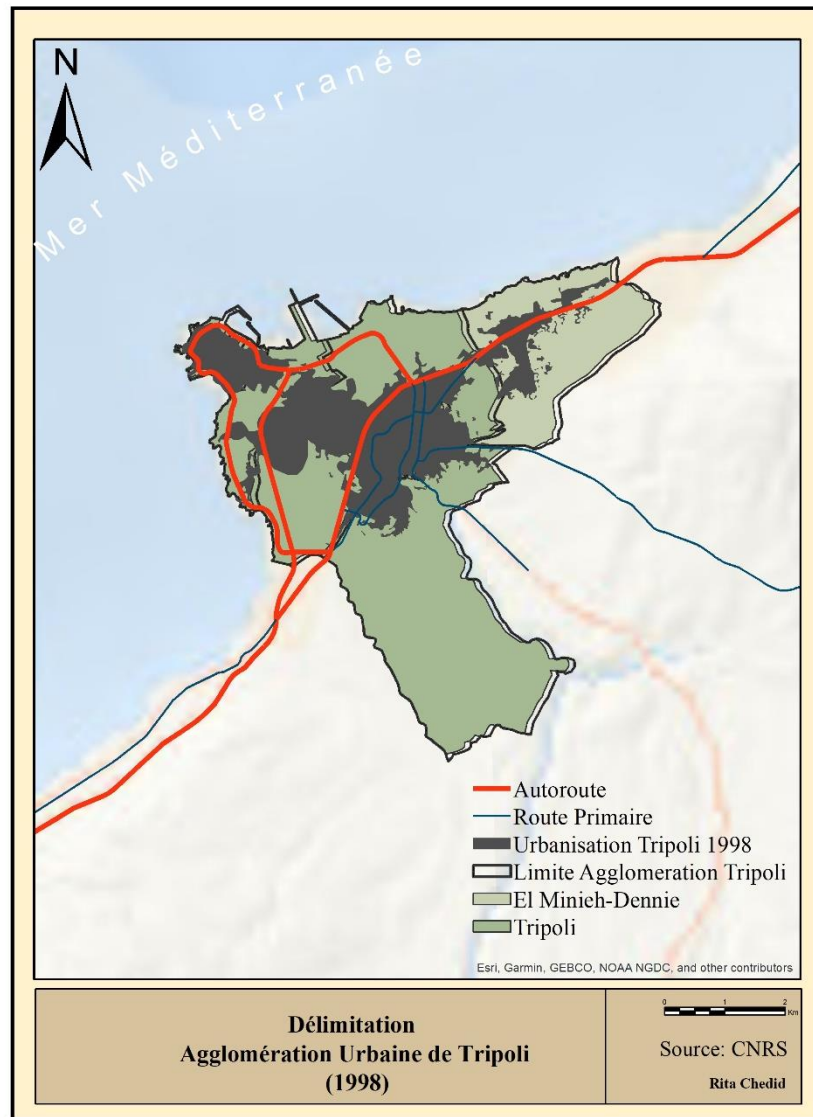 N
Mer Méditerranée
Autoroute
Route Primaire
Urbanisation Tripoli 1998
Limite Agglomeration Tripoli
El Minieh-Dennie
Tripoli
Esri, Garmin, GEBCO, NOAA NGDC, and other contributors
Délimitation
Agglomération Urbaine de Tripoli
(1998)
0 1 2
Km
Source: CNRS
Rita Chedid